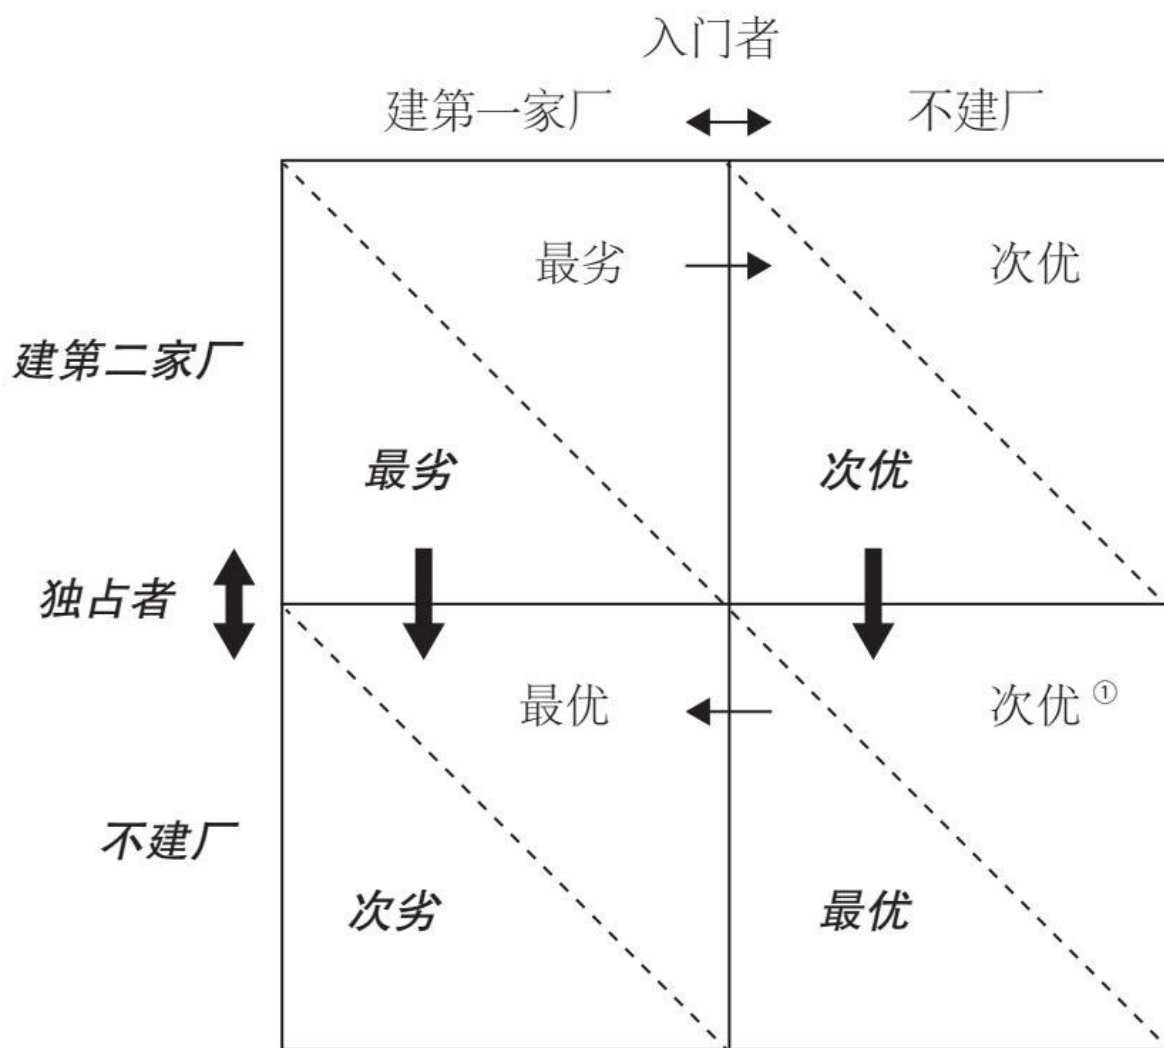 入门者
建第一家厂 不建厂
最劣 次优
建第二家厂
最劣 次优
独占者
最优 次优①
不建厂
次劣 最优